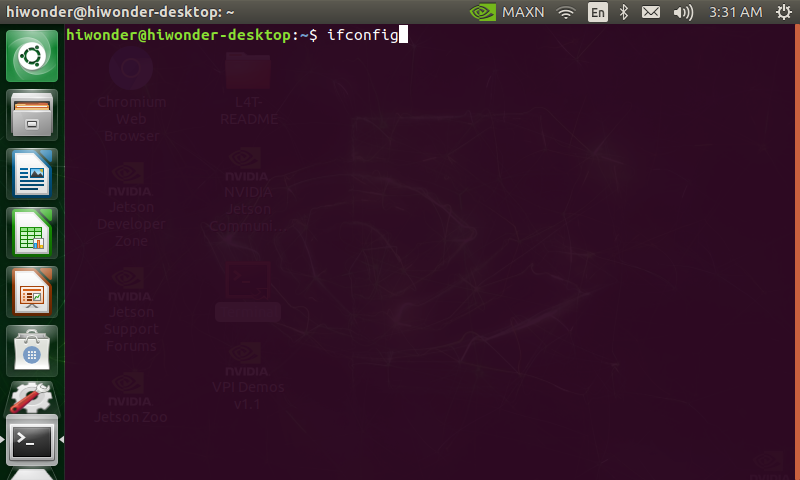 hiwonder@hiwonder-desktop: ~
MAXN
En
3:31 AM
hiwonder@hiwonder-desktop:~$ ifconfig
Chromium
Web
Browser
L4T-
README
NVIDIA
Jetson
Developer
Zone
NVIDIA
NVIDIA
Jetson
Communi...
NVIDIA
Jetson
Support
Forums
NVIDIA
VPI Demos
v1.1
NVIDIA
Jetson Zoo